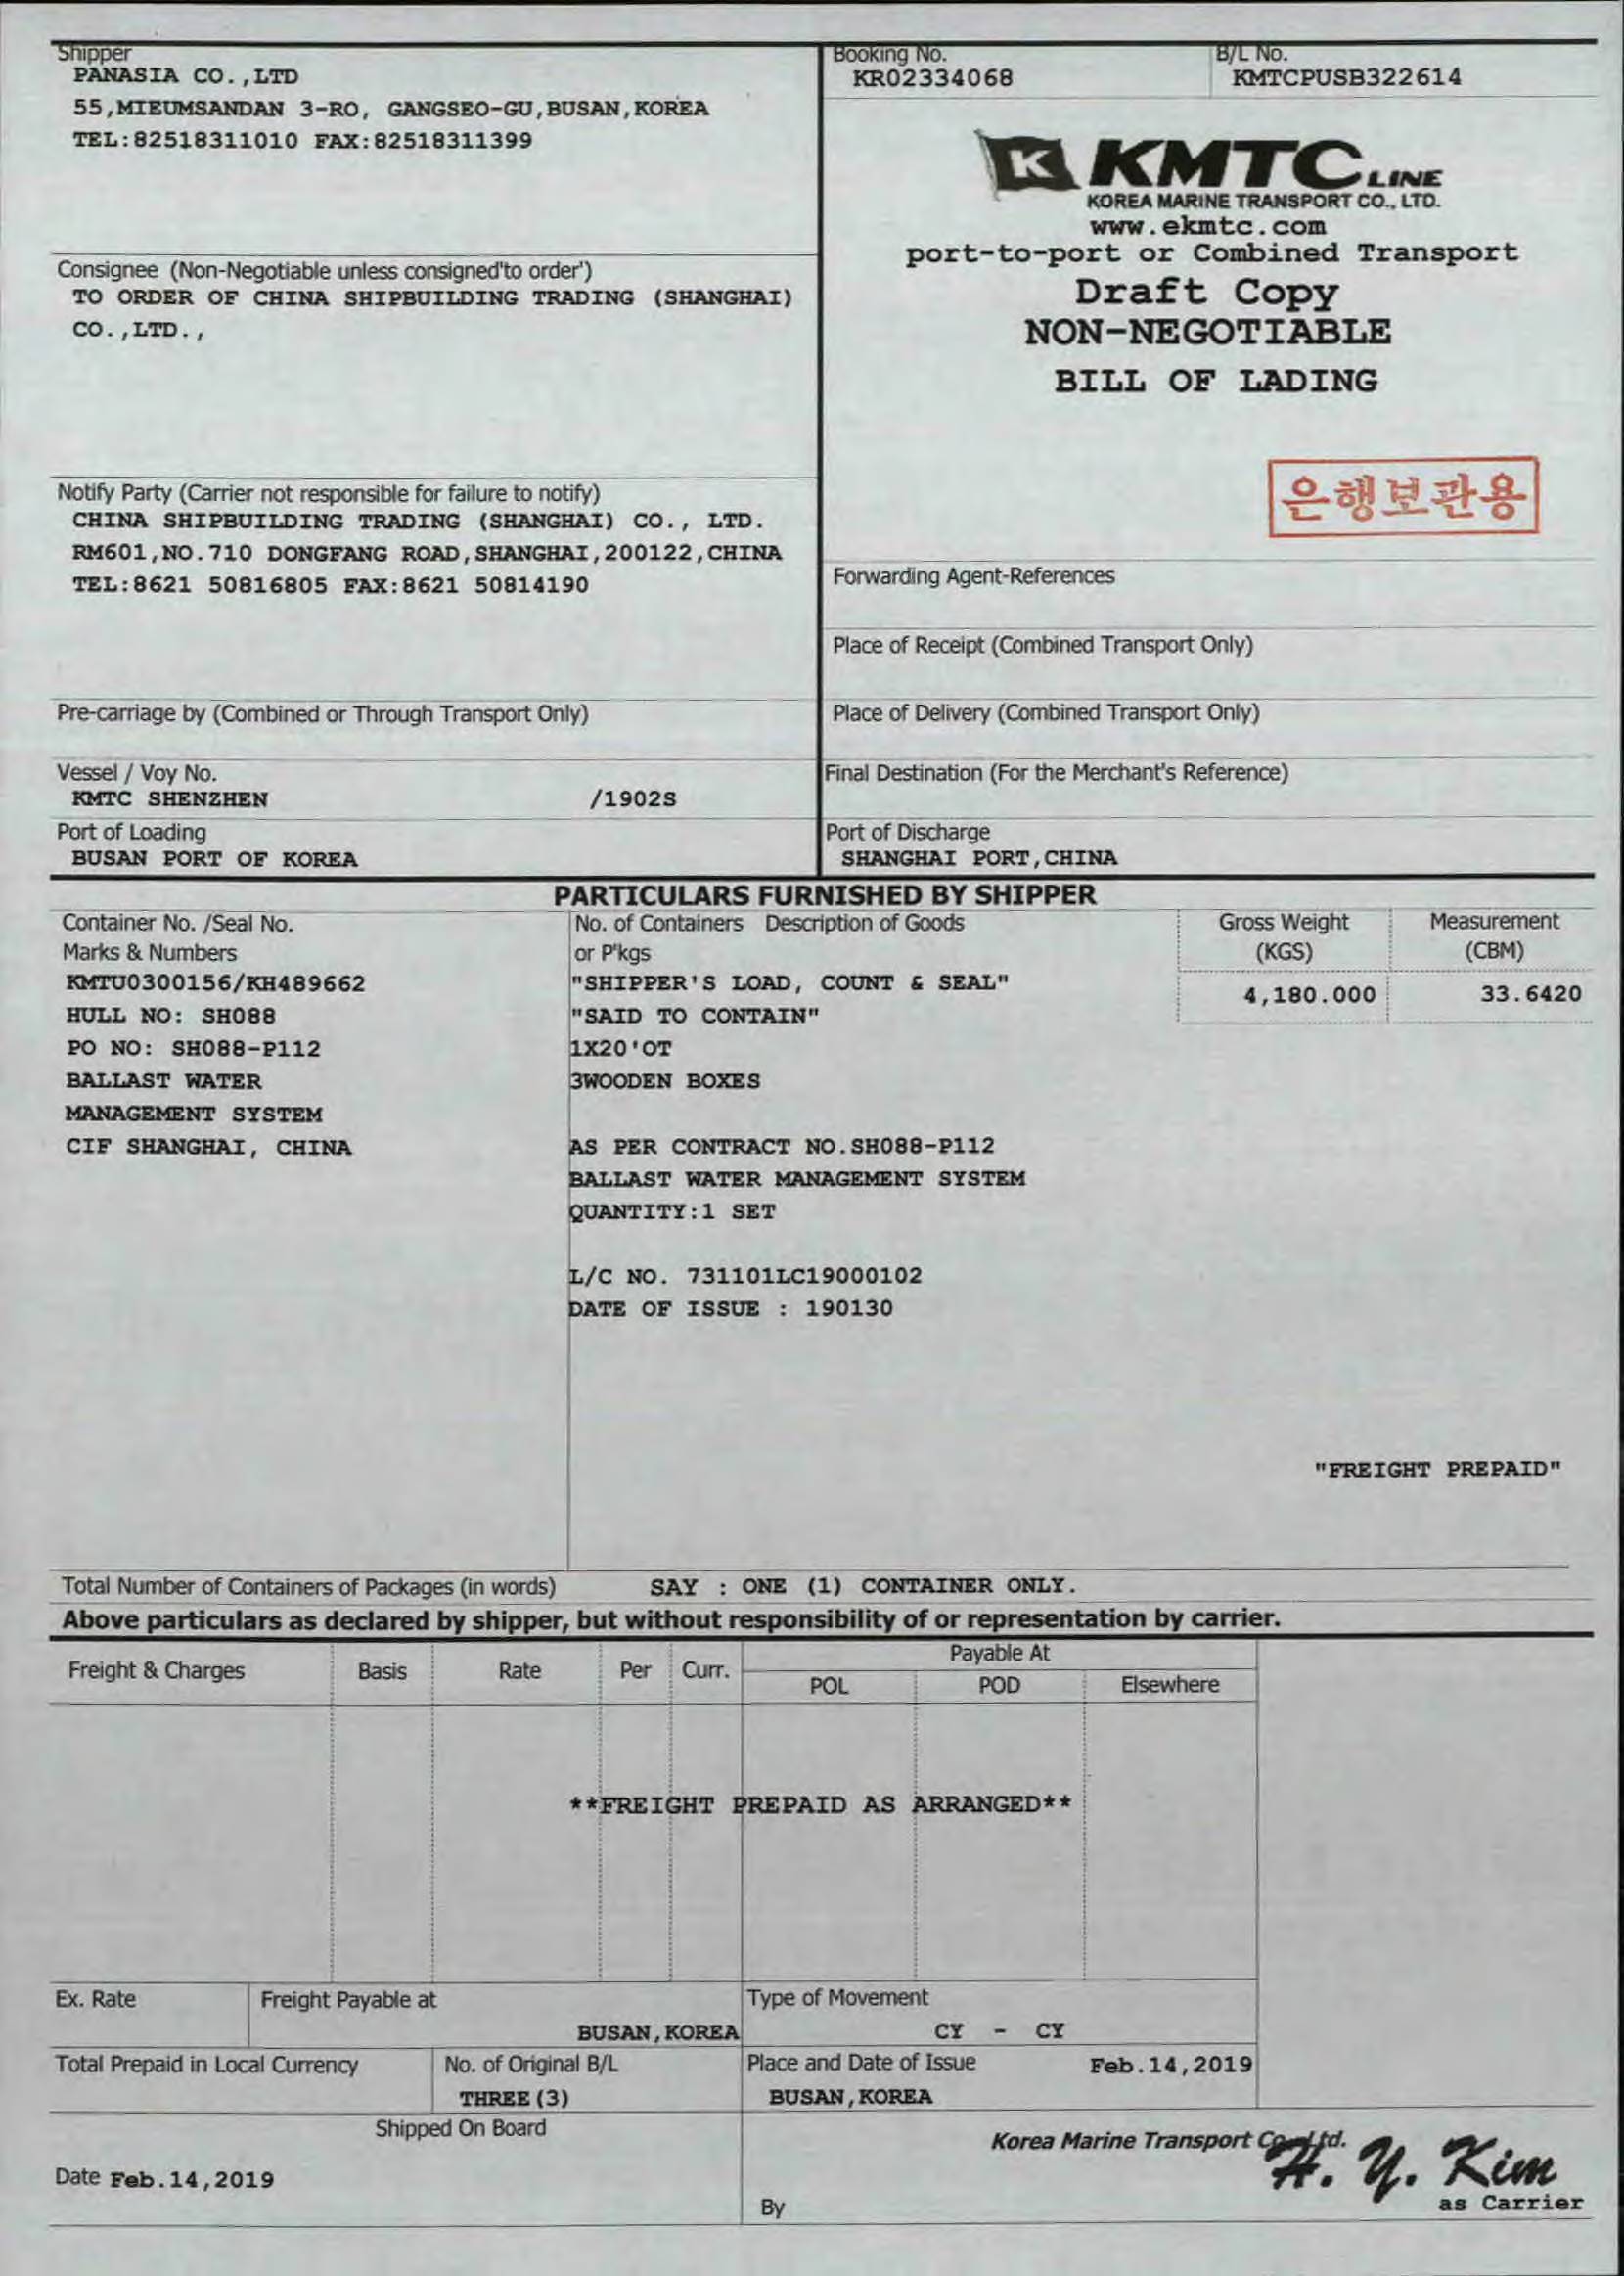 Shipper
PANASIA CO.,LTD
55,MIEUMSANDAN 3-RO, GANGSEO-GU,BUSAN,KOREA
TEL:82518311010 FAX:82518311399
Booking No.
KR02334068
B/L No.
KMTCPUSB322614
K KMTC LINE
KOREA MARINE TRANSPORT CO., LTD.
www.ekmtc.com
port-to-port or Combined Transport
Draft Copy
NON-NEGOTIABLE
BILL OF LADING
은행보관용
Consignee (Non-Negotiable unless consigned'to order')
TO ORDER OF CHINA SHIPBUILDING TRADING (SHANGHAI)
CO.,LTD.,
Notify Party (Carrier not responsible for failure to notify)
CHINA SHIPBUILDING TRADING (SHANGHAI) CO., LTD.
RM601,NO.710 DONGFANG ROAD,SHANGHAI,200122,CHINA
TEL:8621 50816805 FAX:8621 50814190
Forwarding Agent-References
Place of Receipt (Combined Transport Only)
Pre-carriage by (Combined or Through Transport Only)
Place of Delivery (Combined Transport Only)
Vessel / Voy No.
KMTC SHENZHEN /1902S
Final Destination (For the Merchant's Reference)
Port of Loading
BUSAN PORT OF KOREA
Port of Discharge
SHANGHAI PORT,CHINA
PARTICULARS FURNISHED BY SHIPPER
Container No. /Seal No.
Marks & Numbers
No. of Containers Description of Goods
or P'kgs
Gross Weight
(KGS)
Measurement
(CBM)
KMTU0300156/KH489662
HULL NO: SH088
PO NO: SH088-P112
BALLAST WATER
MANAGEMENT SYSTEM
CIF SHANGHAI, CHINA
"SHIPPER'S LOAD, COUNT & SEAL"
"SAID TO CONTAIN"
1X20'OT
3WOODEN BOXES
AS PER CONTRACT NO.SH088-P112
BALLAST WATER MANAGEMENT SYSTEM
QUANTITY:1 SET
L/C NO. 731101LC19000102
DATE OF ISSUE : 190130
4,180.000
33.6420
"FREIGHT PREPAID"
Total Number of Containers of Packages (in words) SAY : ONE (1) CONTAINER ONLY.
Above particulars as declared by shipper, but without responsibility of or representation by carrier.
Freight & Charges
Basis
Rate
Per
Curr.
Payable At
POL
POD
Elsewhere
**FREIGHT PREPAID AS ARRANGED**
Ex. Rate
Freight Payable at
BUSAN,KOREA
Type of Movement
CY - CY
Total Prepaid in Local Currency
No. of Original B/L
THREE(3)
Place and Date of Issue Feb.14,2019
BUSAN,KOREA
Shipped On Board
Date Feb.14,2019
Korea Marine Transport Co., Ltd.
H. Y. Kim
as Carrier
By